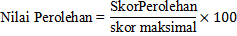 Nilai Perolehan = SkorPerolehan / skor maksimal × 100